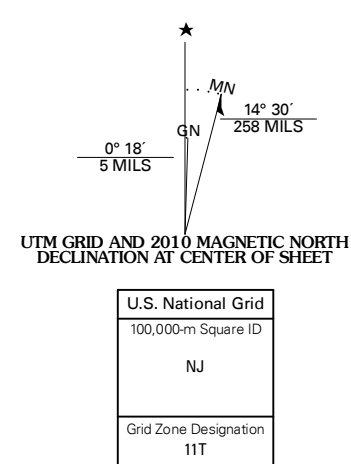 ★
MN
GN
14° 30´
258 MILS
0° 18´
5 MILS
UTM GRID AND 2010 MAGNETIC NORTH
DECLINATION AT CENTER OF SHEET
U.S. National Grid
100,000-m Square ID
NJ
Grid Zone Designation
11T